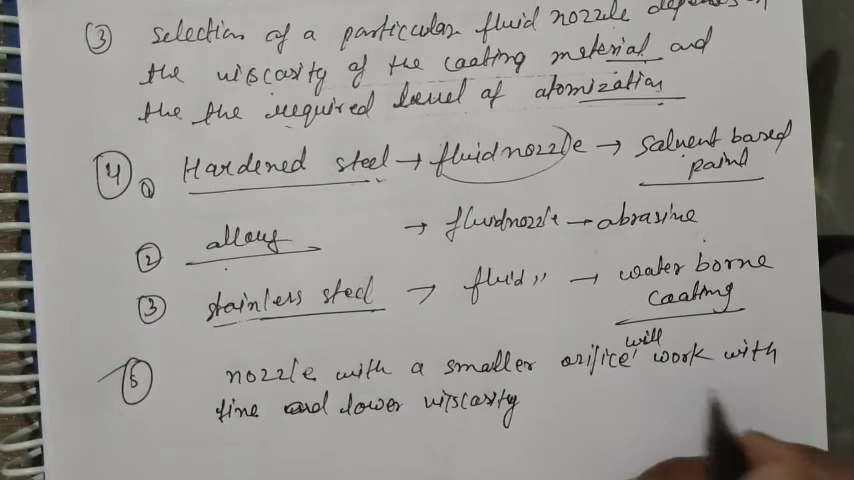 ③ selection of a particular fluid nozzle depends
the viscosity of the coating material and
the the required level of atomization
④ ① Hardened steel → fluid nozzle → solvent based
paint
② alloy → fluid nozzle → abrasive
③ stainless steel → fluid ,, → water borne
coating
⑤ nozzle with a smaller orifice will work with
fine and lower viscosity